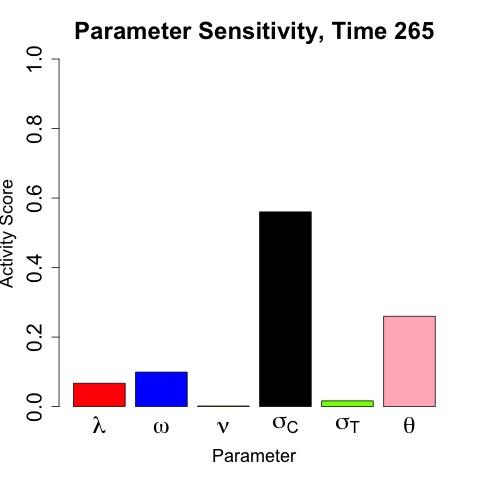 Parameter Sensitivity, Time 265
Activity Score
1.0
0.8
0.6
0.4
0.2
0.0
λ ω ν σC σT θ
Parameter